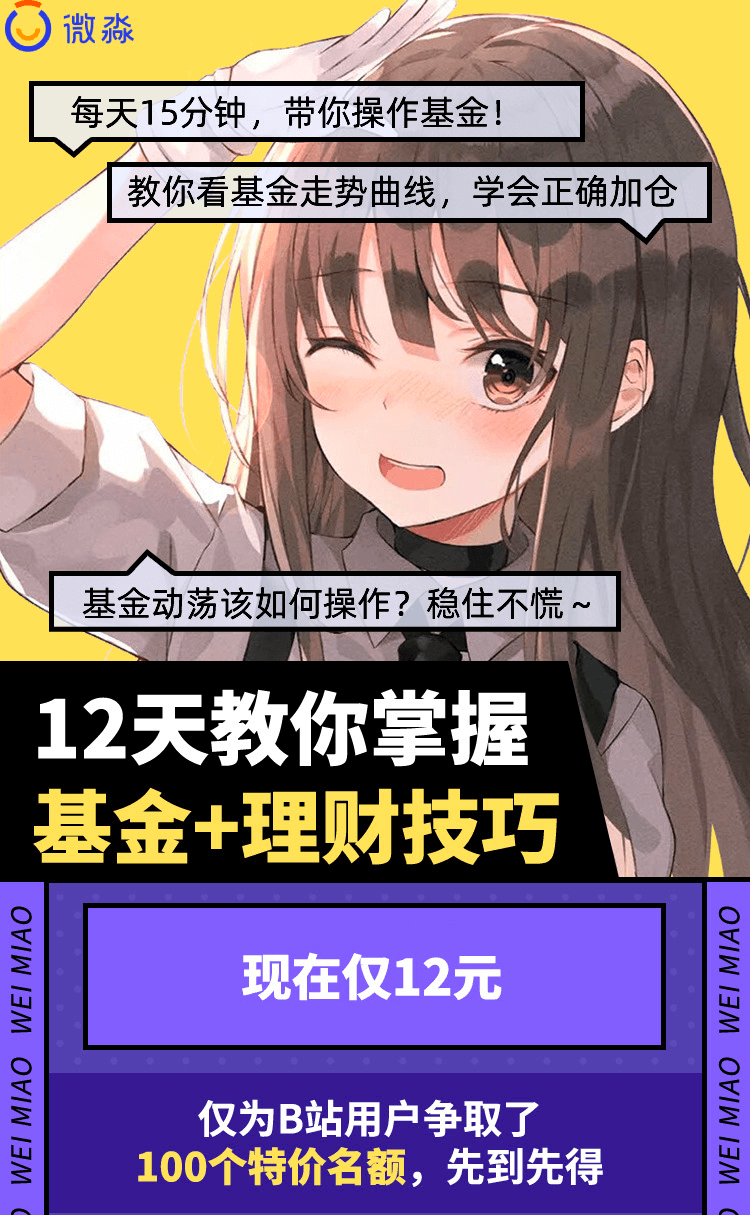 微淼
每天15分钟，带你操作基金！
教你看基金走势曲线，学会正确加仓
基金动荡该如何操作？稳住不慌～
12天教你掌握
基金+理财技巧
现在仅12元
仅为B站用户争取了
100个特价名额，先到先得
WEI MIAO
WEI MIAO
WEI MIAO
WEI MIAO